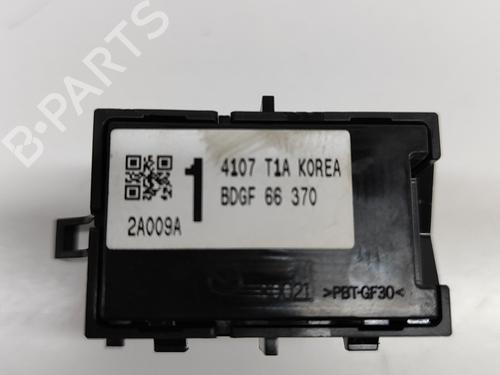 B-PARTS
1
4107 T1A KOREA
BDGF 66 370
2A009A
>PBT-GF30<